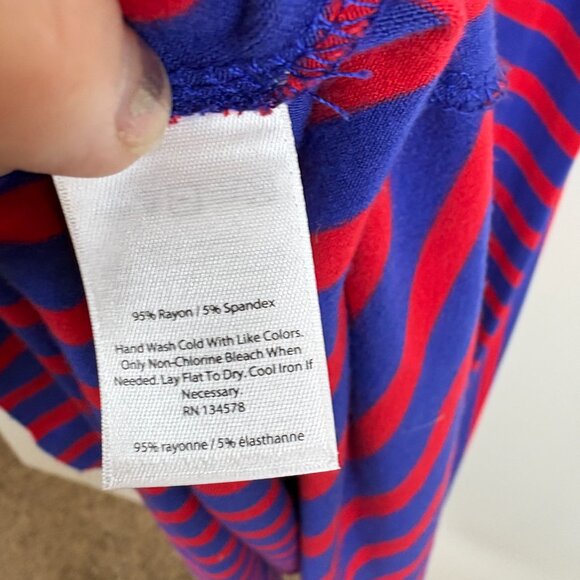 95% Rayon / 5% Spandex
Hand Wash Cold With Like Colors.
Only Non-Chlorine Bleach When
Needed. Lay Flat To Dry. Cool Iron If
Necessary.
RN 134578
95% rayonne / 5% élasthanne